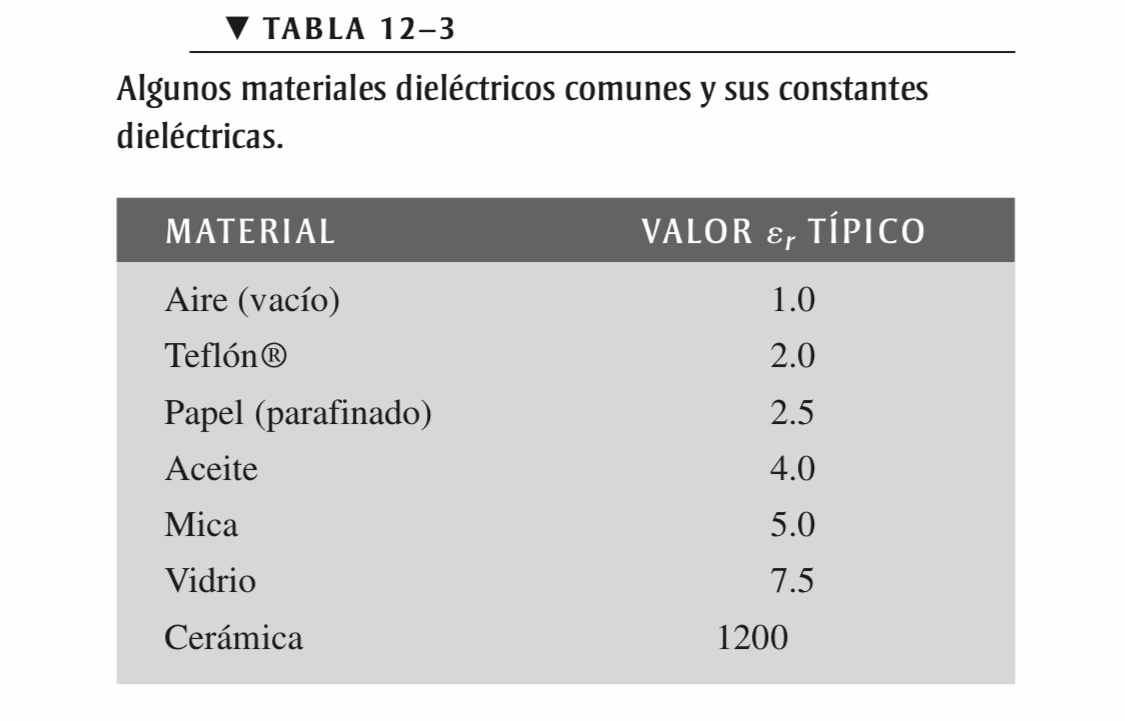 ▼ TABLA 12–3
Algunos materiales dieléctricos comunes y sus constantes
dieléctricas.
MATERIAL VALOR εr TÍPICO
Aire (vacío) 1.0
Teflón® 2.0
Papel (parafinado) 2.5
Aceite 4.0
Mica 5.0
Vidrio 7.5
Cerámica 1200